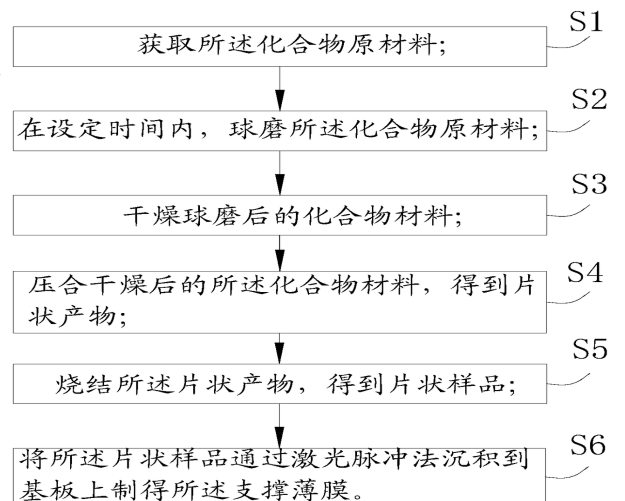 S1
获取所述化合物原材料;
S2
在设定时间内，球磨所述化合物原材料;
S3
干燥球磨后的化合物材料;
S4
压合干燥后的所述化合物材料，得到片
状产物;
S5
烧结所述片状产物，得到片状样品;
S6
将所述片状样品通过激光脉冲法沉积到
基板上制得所述支撑薄膜。